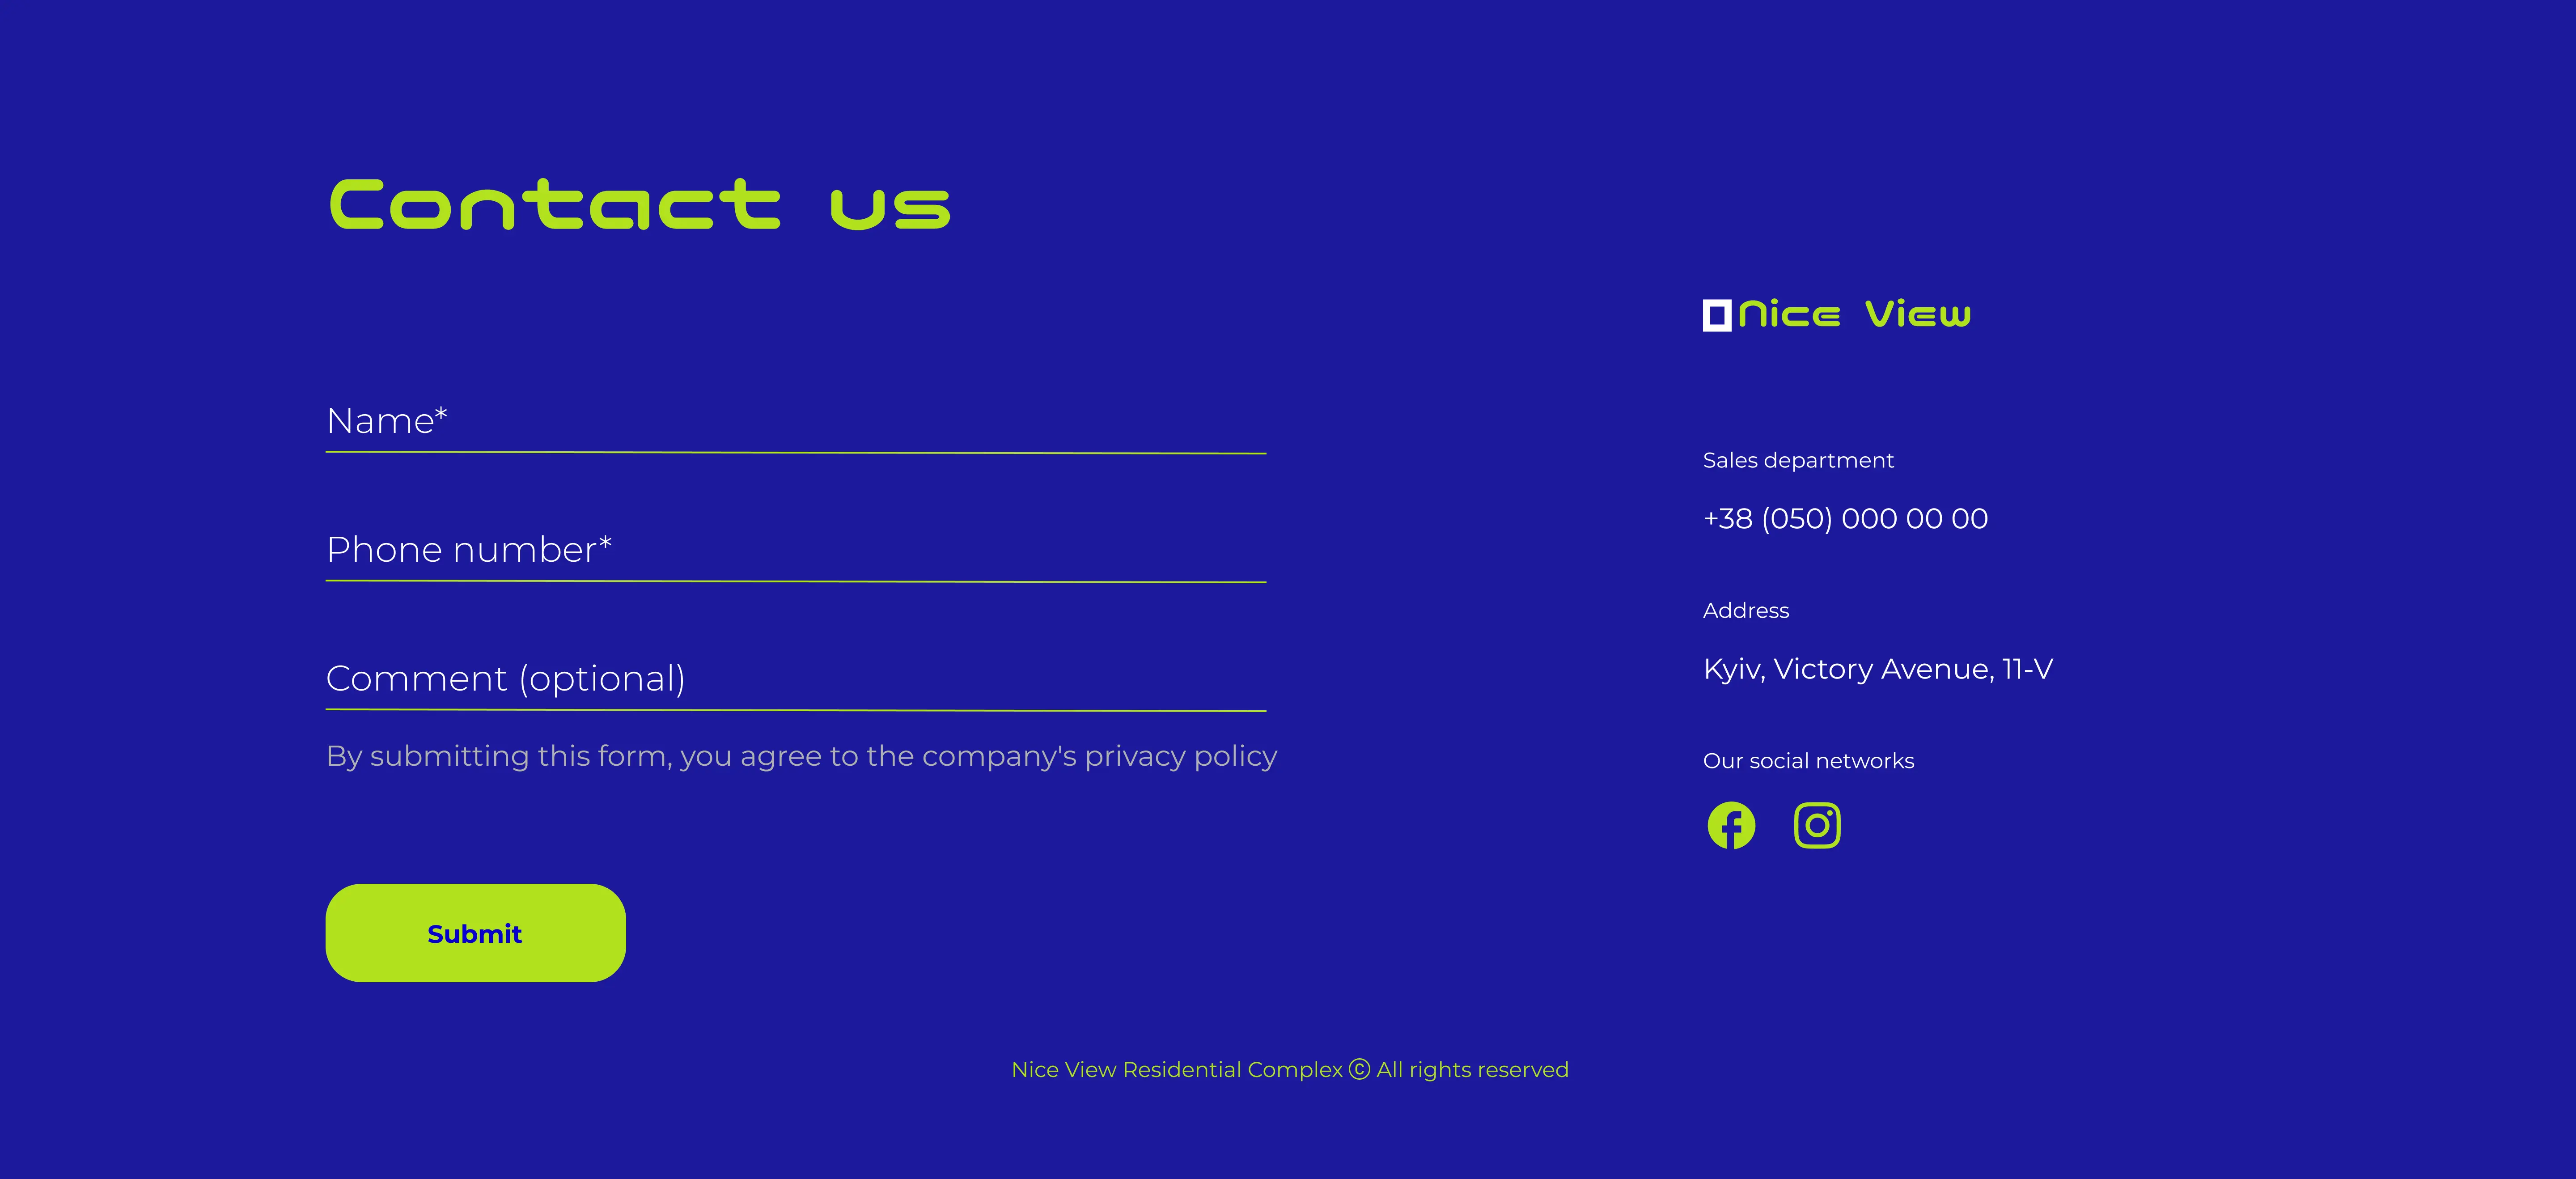 Contact us
Name*
Phone number*
Comment (optional)
By submitting this form, you agree to the company's privacy policy
Submit
Nice View
Sales department
+38 (050) 000 00 00
Address
Kyiv, Victory Avenue, 11-V
Our social networks
Nice View Residential Complex © All rights reserved